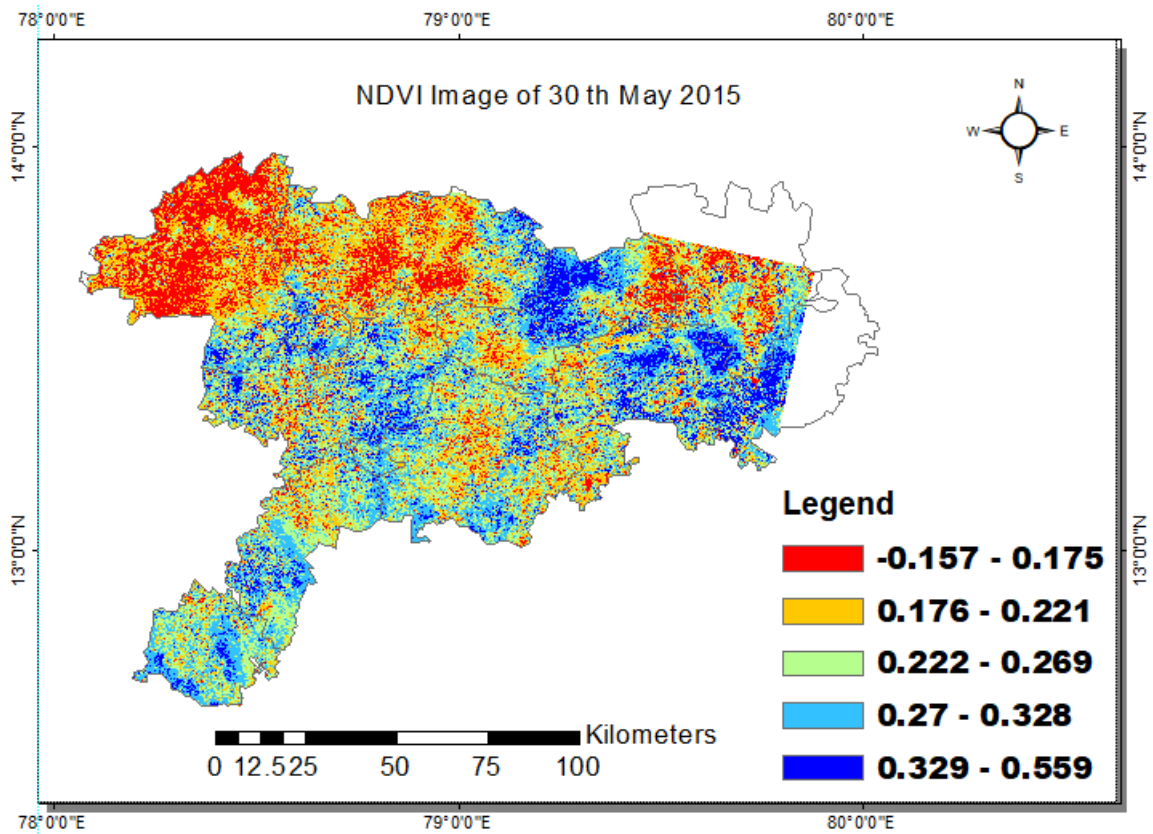 78°0'0"E 79°0'0"E 80°0'0"E
NDVI Image of 30 th May 2015
N
W E
S
14°0'0"N 14°0'0"N
13°0'0"N 13°0'0"N
Legend
-0.157 - 0.175
0.176 - 0.221
0.222 - 0.269
0.27 - 0.328
0.329 - 0.559
Kilometers
0 12.5 25 50 75 100
78°0'0"E 79°0'0"E 80°0'0"E